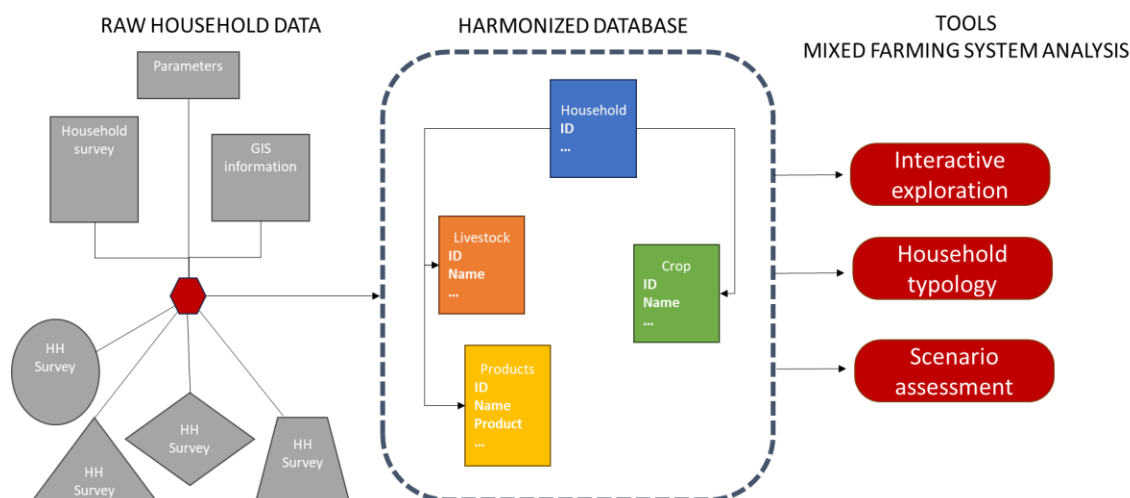 RAW HOUSEHOLD DATA
HARMONIZED DATABASE
TOOLS
MIXED FARMING SYSTEM ANALYSIS
Parameters
Household
survey
GIS
information
HH
Survey
HH
Survey
HH
Survey
HH
Survey
Household
ID
...
Livestock
ID
Name
...
Crop
ID
Name
...
Products
ID
Name
Product
...
Interactive
exploration
Household
typology
Scenario
assessment